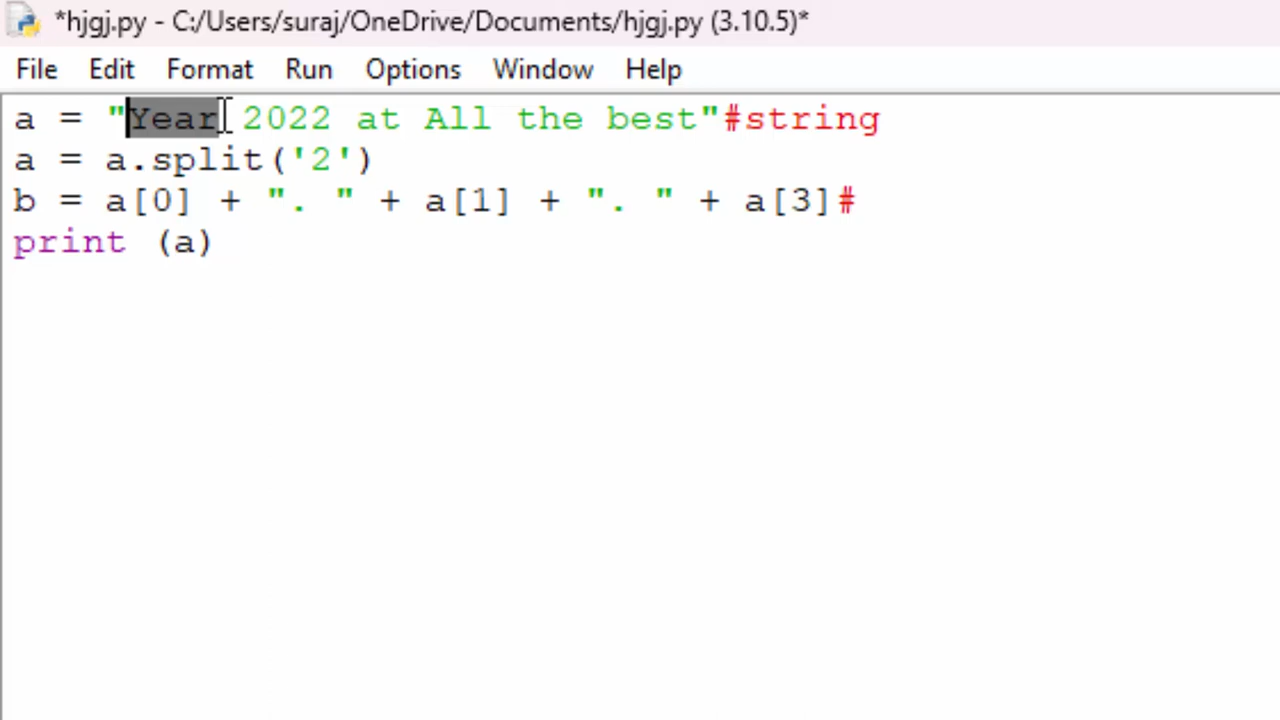 *hjgj.py - C:/Users/suraj/OneDrive/Documents/hjgj.py (3.10.5)*
File Edit Format Run Options Window Help
a = "Year 2022 at All the best"#string
a = a.split('2')
b = a[0] + ". " + a[1] + ". " + a[3]#
print (a)